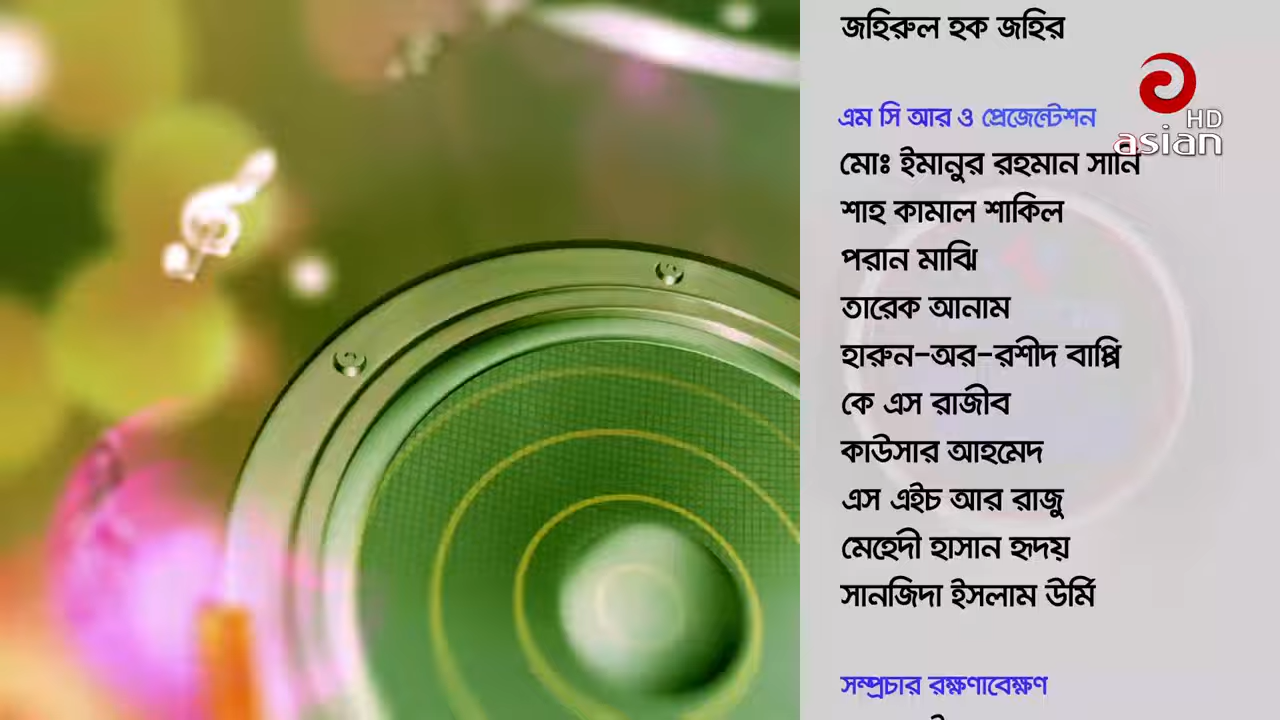 জহিরুল হক জহির
এম সি আর ও প্রেজেন্টেশন
HD
asian
মোঃ ইমানুর রহমান সানি
শাহ কামাল শাকিল
পরান মাঝি
তারেক আনাম
হারুন-অর-রশীদ বাপ্পি
কে এস রাজীব
কাউসার আহমেদ
এস এইচ আর রাজু
মেহেদী হাসান হৃদয়
সানজিদা ইসলাম উর্মি
সম্প্রচার রক্ষণাবেক্ষণ